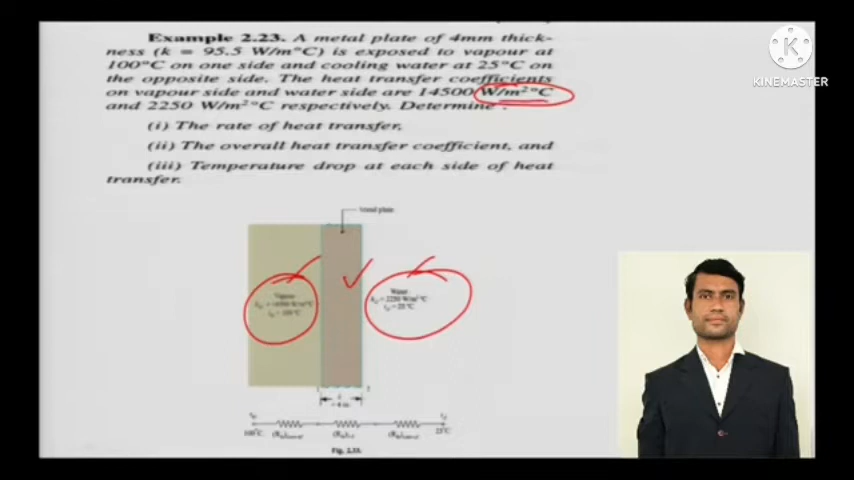 Example 2.23. A metal plate of 4mm thick-
ness (k = 95.5 W/m°C) is exposed to vapour at
100°C on one side and cooling water at 25°C on
the opposite side. The heat transfer coefficients
on vapour side and water side are 14500 W/m²°C
and 2250 W/m²°C respectively. Determine :
(i) The rate of heat transfer,
(ii) The overall heat transfer coefficient, and
(iii) Temperature drop at each side of heat
transfer.
K
KINEMASTER
plate
Vapour
Water
= 2250 W/m²°C
= 25°C
100°C
25°C
Fig.